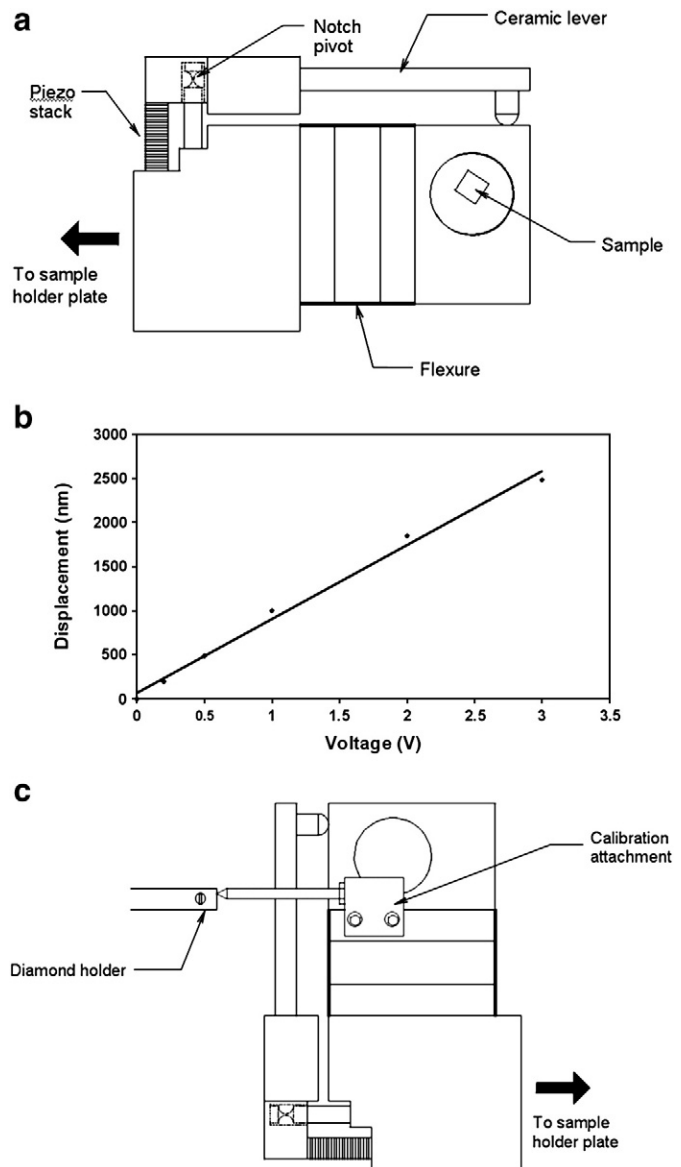 a
Notch
pivot
Ceramic lever
Piezo
stack
To sample
holder plate
Sample
Flexure
b
3000
2500
2000
1500
1000
500
0
Displacement (nm)
0
0.5
1
1.5
2
2.5
3
3.5
Voltage (V)
c
Calibration
attachment
Diamond holder
To sample
holder plate